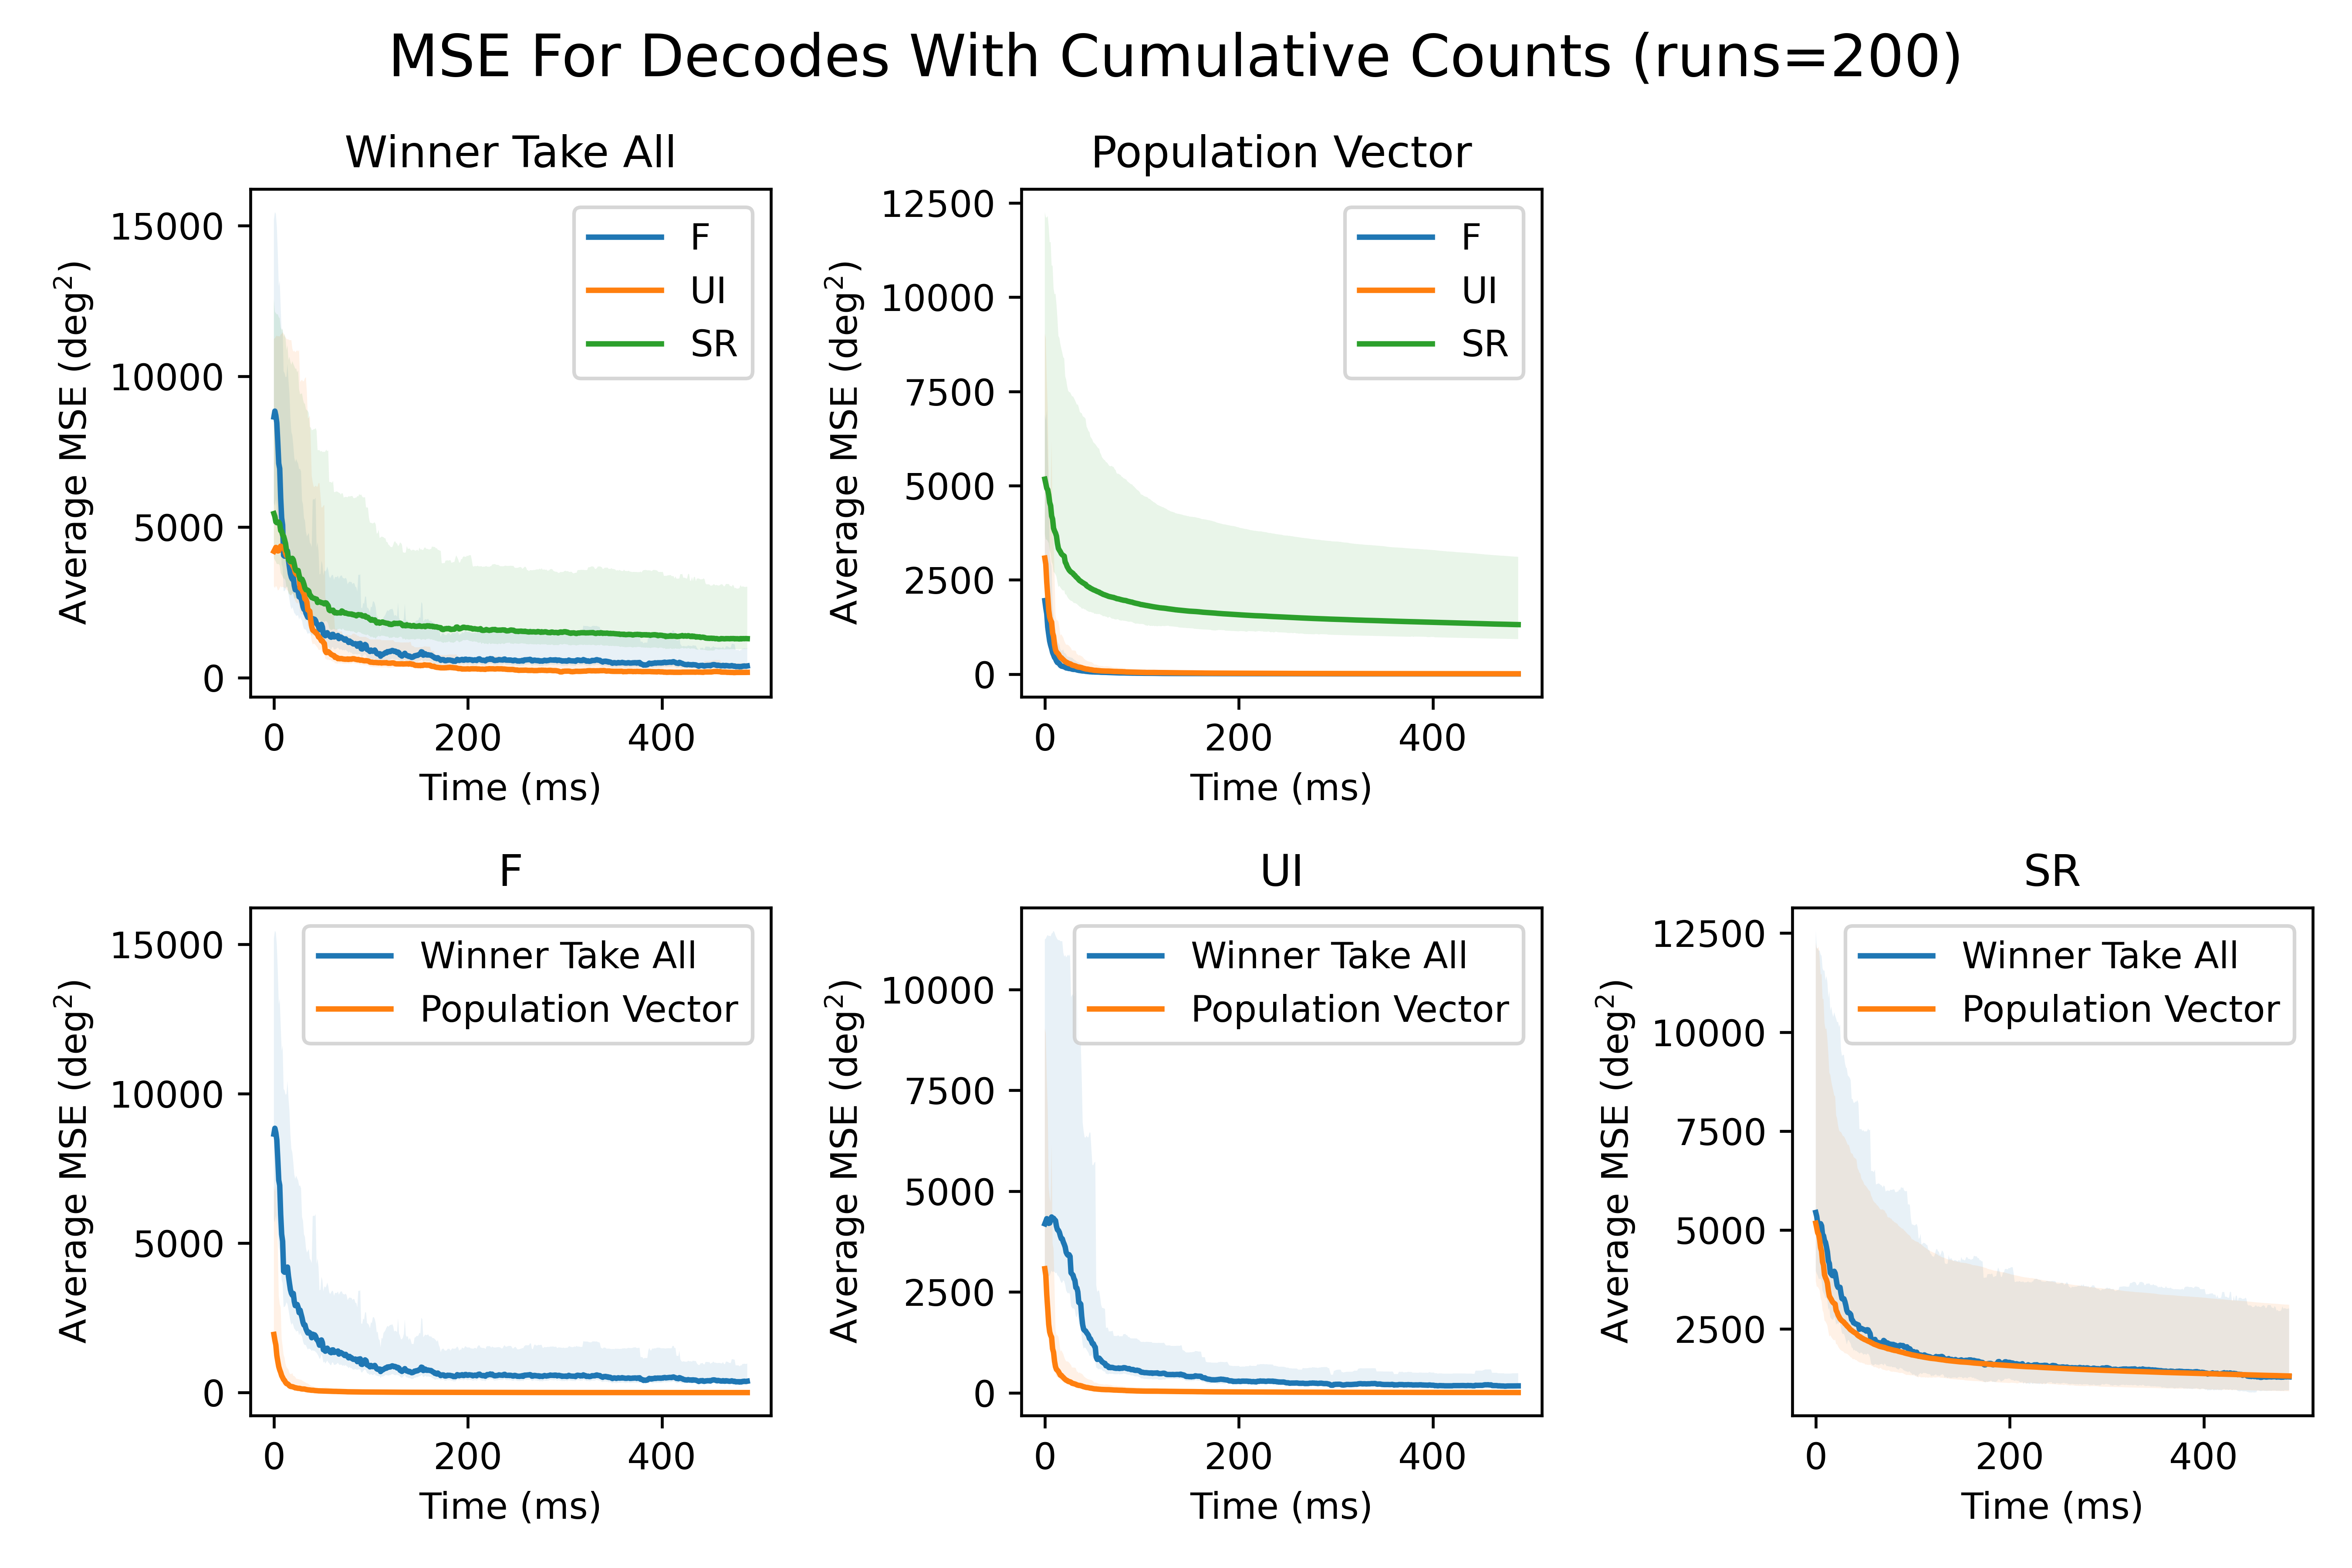 MSE For Decodes With Cumulative Counts (runs=200)
Winner Take All
Average MSE (deg²)
15000
10000
5000
0
F
UI
SR
0 200 400
Time (ms)
Population Vector
Average MSE (deg²)
12500
10000
7500
5000
2500
0
F
UI
SR
0 200 400
Time (ms)
F
Average MSE (deg²)
15000
10000
5000
0
Winner Take All
Population Vector
0 200 400
Time (ms)
UI
Average MSE (deg²)
10000
7500
5000
2500
0
Winner Take All
Population Vector
0 200 400
Time (ms)
SR
Average MSE (deg²)
12500
10000
7500
5000
2500
Winner Take All
Population Vector
0 200 400
Time (ms)